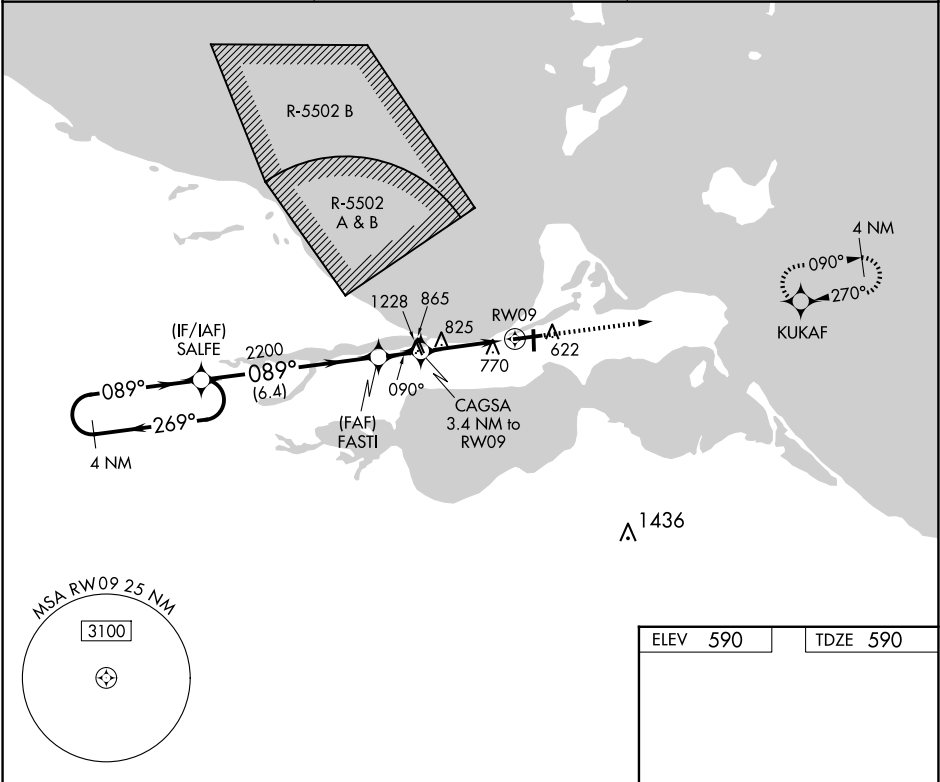 R-5502 B
R-5502
A & B
4 NM
090°
270°
KUKAF
1228
865
825
RW09
(IF/IAF)
SALFE
2200
089°
(6.4)
089°
269°
4 NM
090°
770
622
(FAF)
FASTI
CAGSA
3.4 NM to
RW09
1436
MSA RW09 25 NM
3100
ELEV 590
TDZE 590